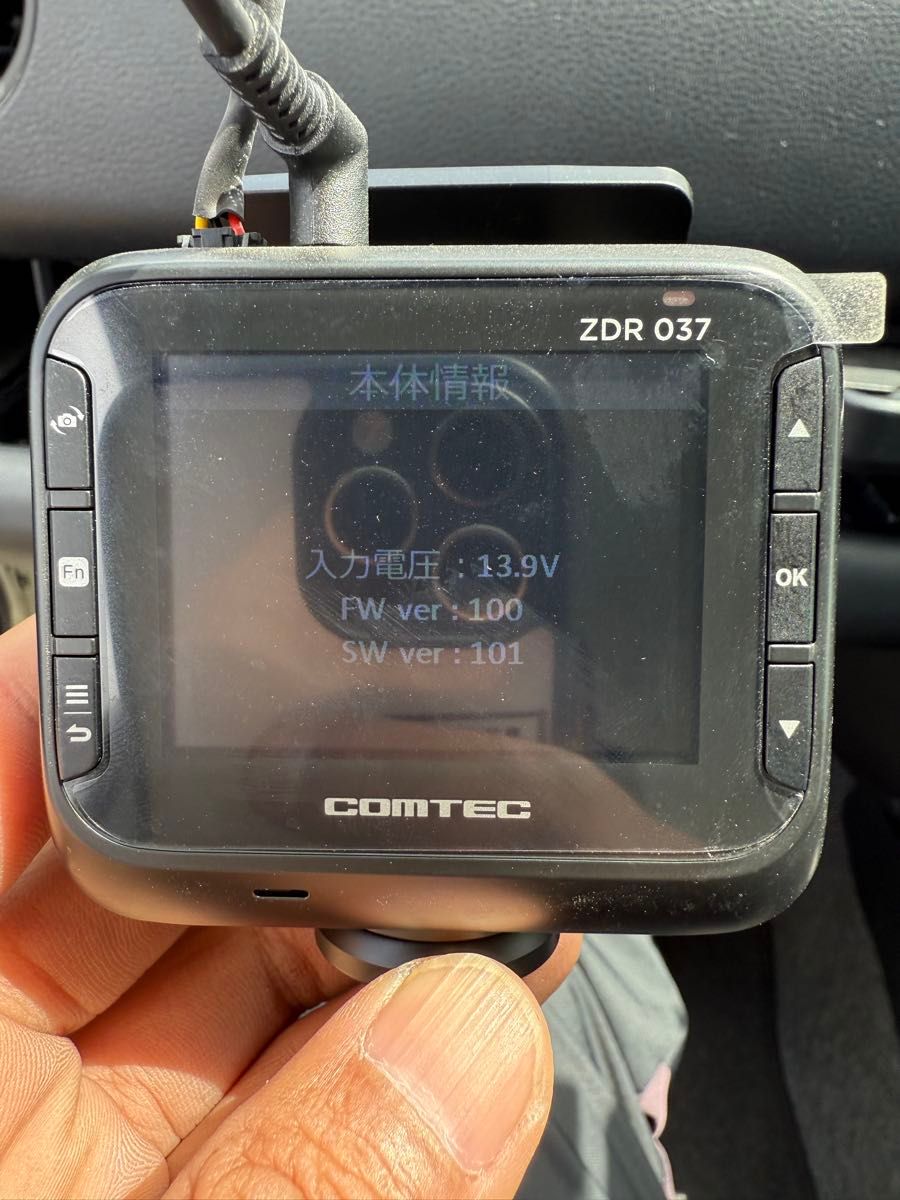 ZDR 037
本体情報
Fn
入力電圧 : 13.9V
OK
FW ver : 100
SW ver : 101
COMTEC